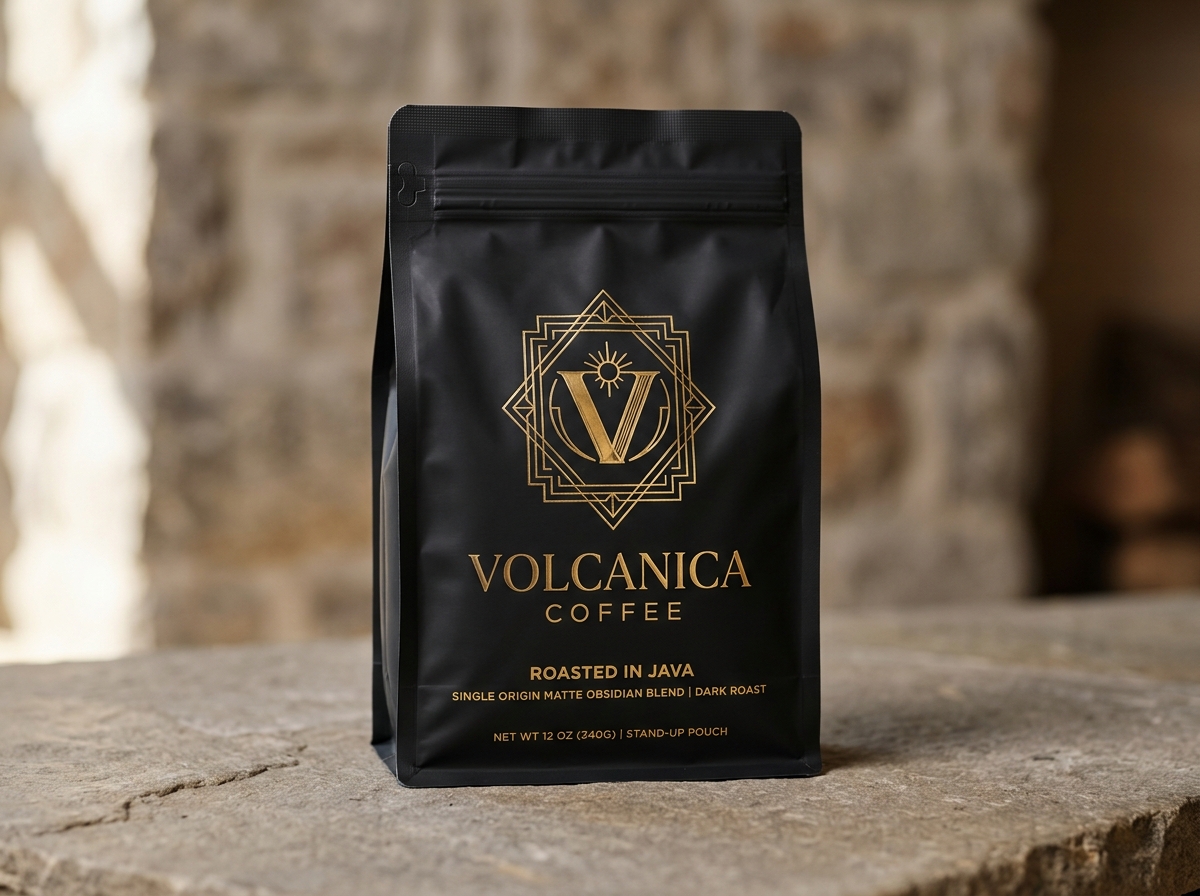 V
VOLCANICA
COFFEE
ROASTED IN JAVA
SINGLE ORIGIN MATTE OBSIDIAN BLEND | DARK ROAST
NET WT 12 OZ (340G) | STAND-UP POUCH